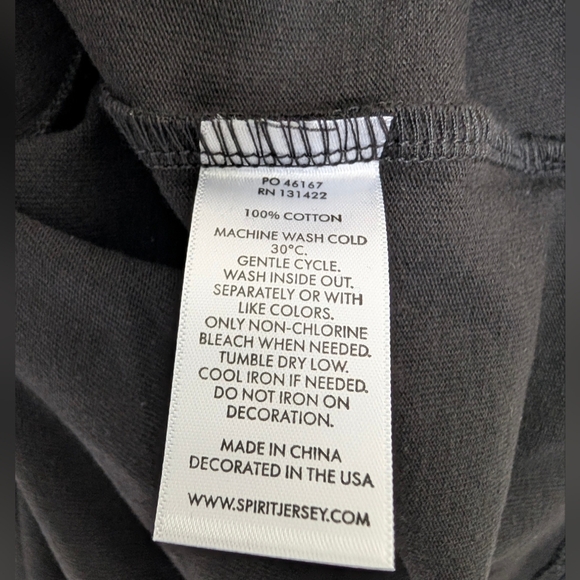 PO 46167
RN 131422
100% COTTON
MACHINE WASH COLD
30°C.
GENTLE CYCLE.
WASH INSIDE OUT.
SEPARATELY OR WITH
LIKE COLORS.
ONLY NON-CHLORINE
BLEACH WHEN NEEDED.
TUMBLE DRY LOW.
COOL IRON IF NEEDED.
DO NOT IRON ON
DECORATION.
MADE IN CHINA
DECORATED IN THE USA
WWW.SPIRITJERSEY.COM